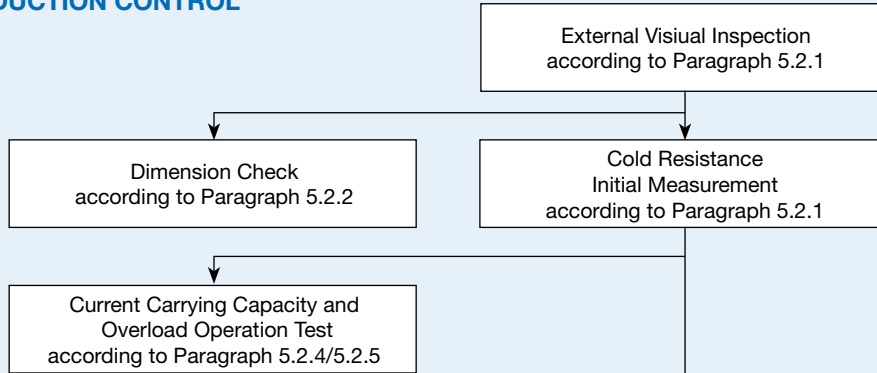 DUCTION CONTROL
External Visiual Inspection
according to Paragraph 5.2.1
Dimension Check
according to Paragraph 5.2.2
Cold Resistance
Initial Measurement
according to Paragraph 5.2.1
Current Carrying Capacity and
Overload Operation Test
according to Paragraph 5.2.4/5.2.5